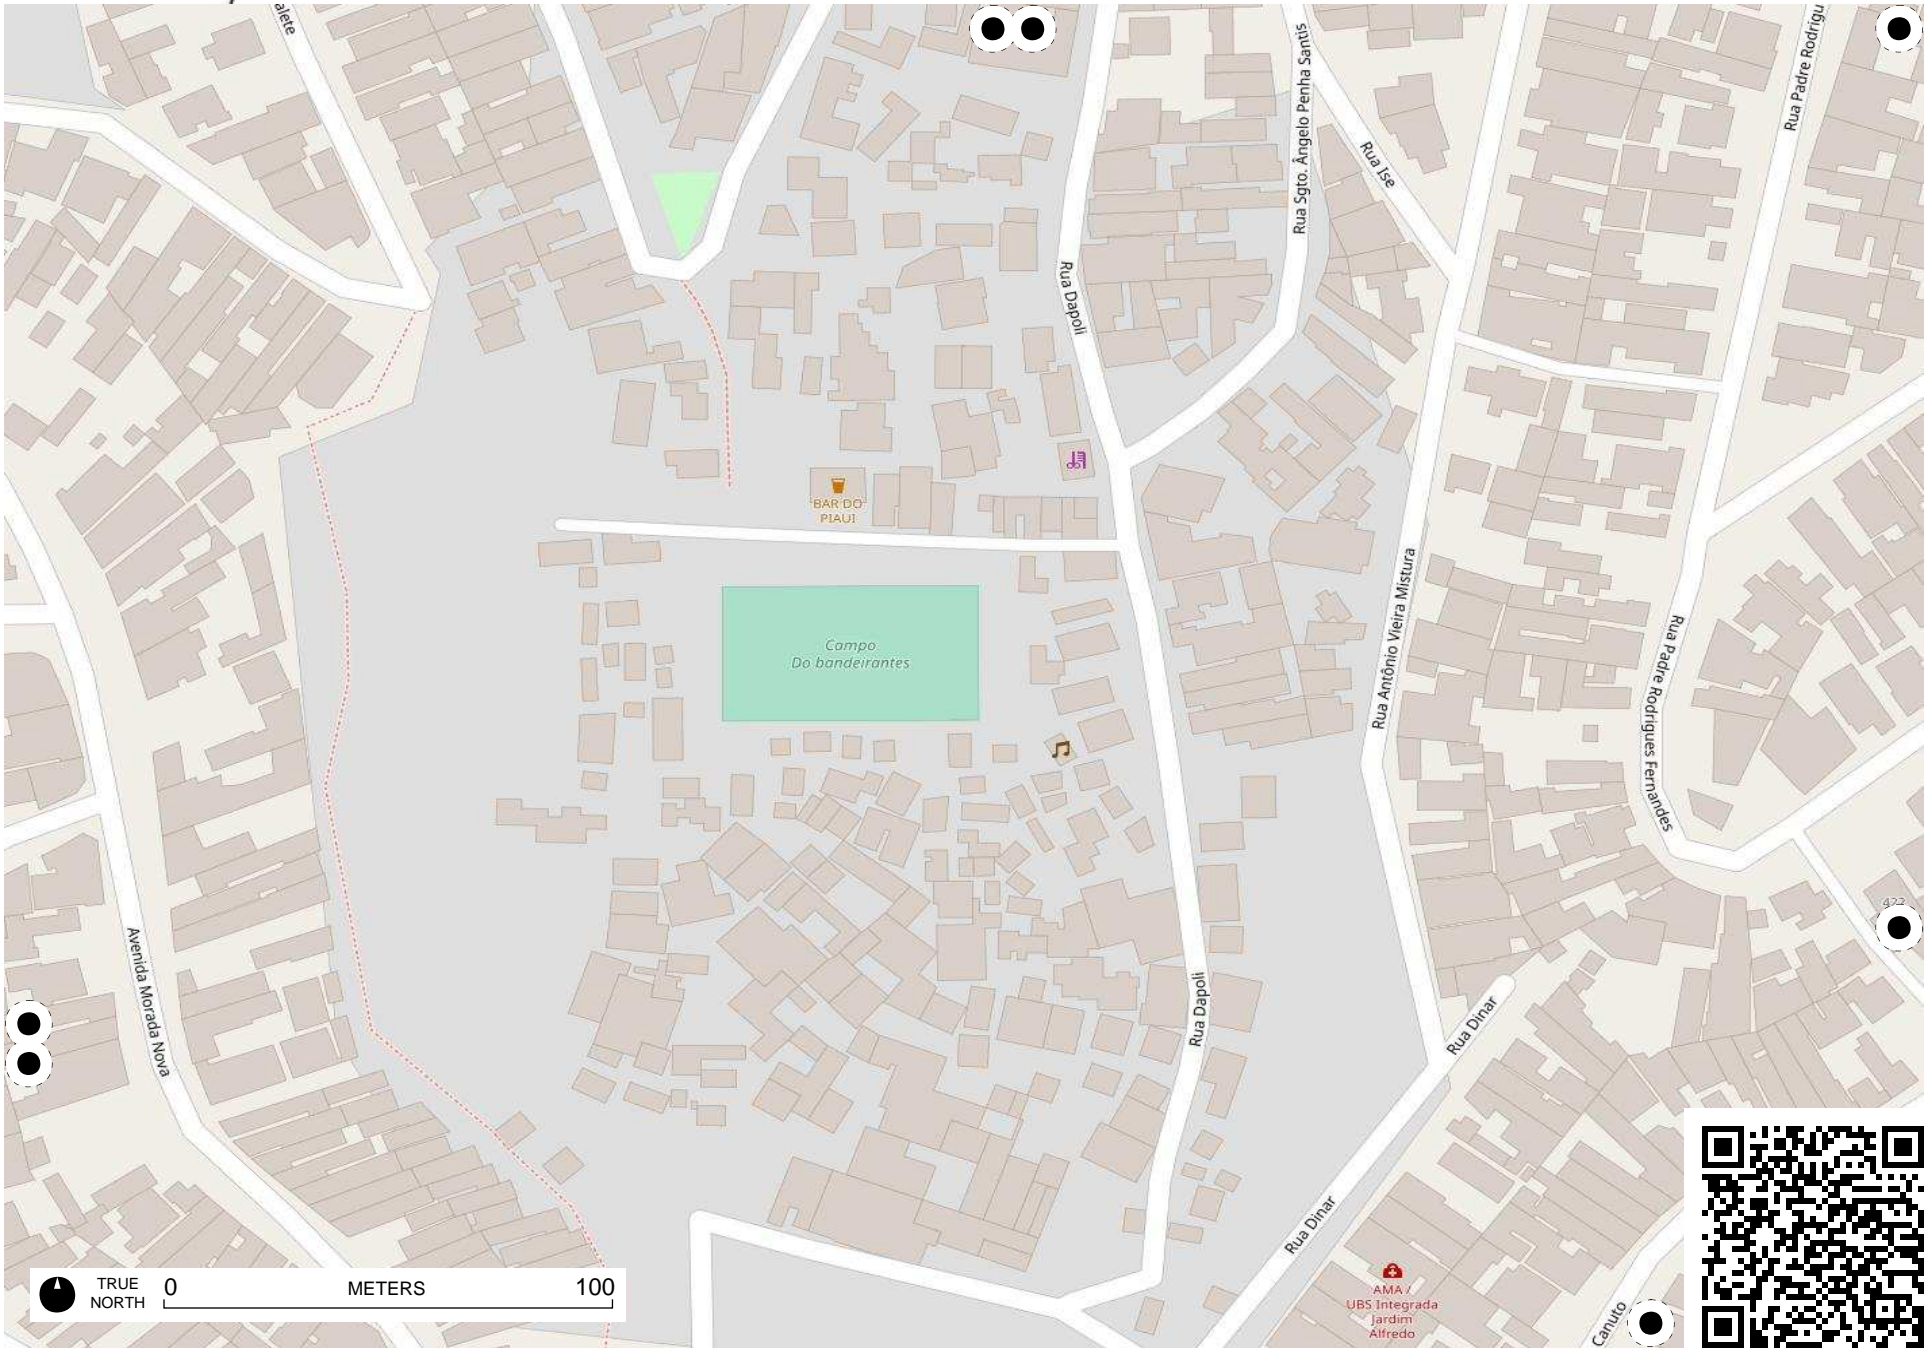 alete
Rua Sgto. Ângelo Penha Santis
Rua Ise
Rua Padre Rodrigu
Rua Dapoli
BAR DO
PIAUI
Campo
Do bandeirantes
Rua Antônio Vieira Mistura
Rua Padre Rodrigues Fernandes
Avenida Morada Nova
Rua Dapoli
Rua Dinar
Rua Dinar
AMA /
UBS Integrada
Jardim
Alfredo
Canuto
TRUE
NORTH
0 METERS 100